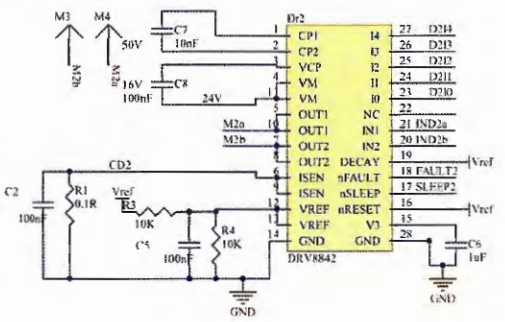 M3 M4
M2b M2a
50V C7
10nF
16V C8
100nF
24V
Dr2
1 CP1 I4 27 D2I4
2 CP2 I3 26 D2I3
3 VCP I2 25 D2I2
4 VM I1 24 D2I1
11 VM I0 23 D2I0
5 OUT1 NC 22
M2a 10 OUT1 IN1 21 IND2a
M2b 7 OUT2 IN2 20 IND2b
8 OUT2 DECAY 19 Vref
CD2 6 ISEN nFAULT 18 FAULT2
9 ISEN nSLEEP 17 SLEEP2
12 VREF nRESET 16 Vref
13 VREF V3 15
14 GND GND 28
DRV8842
C2
100nF
R1
0.1R
Vref
R3
10K
C5
100nF
R4
10K
GND
C6
1uF
GND